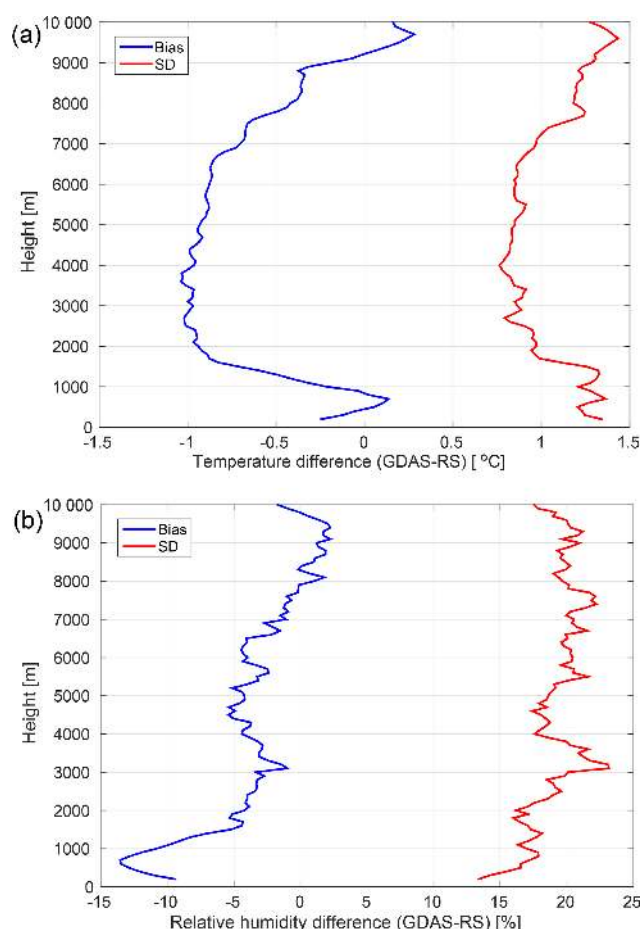 (a)
10 000
9000
8000
7000
6000
5000
4000
3000
2000
1000
0
Height [m]
Bias
SD
-1.5 -1 -0.5 0 0.5 1 1.5
Temperature difference (GDAS-RS) [ ºC]
(b)
10 000
9000
8000
7000
6000
5000
4000
3000
2000
1000
0
Height [m]
Bias
SD
-15 -10 -5 0 5 10 15 20 25
Relative humidity difference (GDAS-RS) [%]